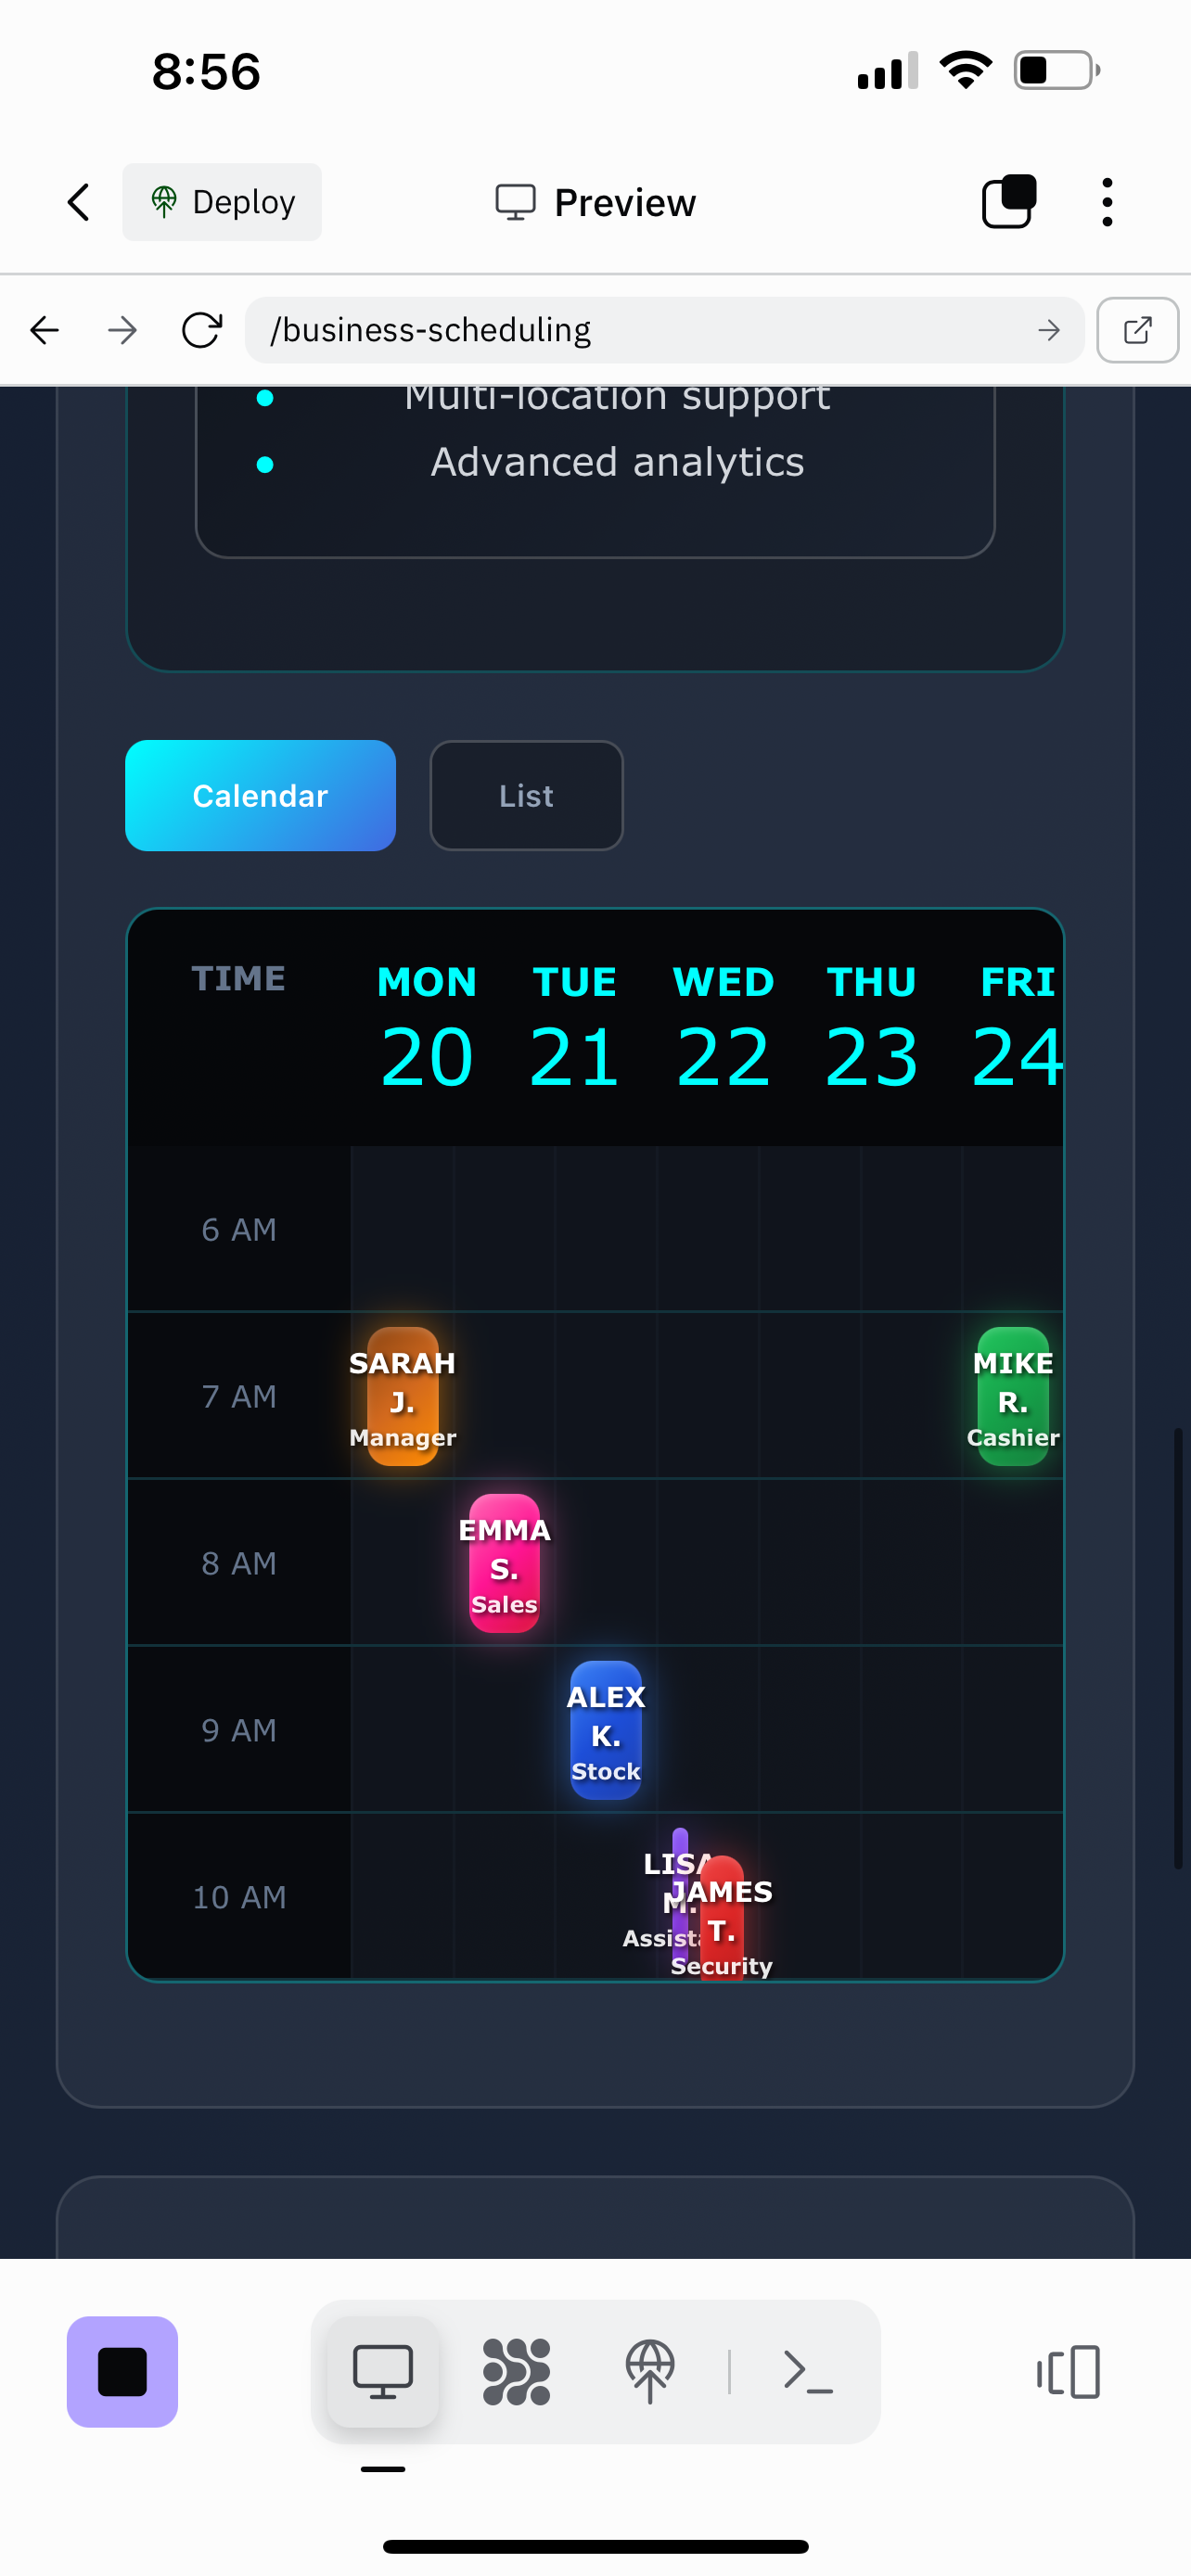 8:56
Deploy
Preview
/business-scheduling
Multi-location support
Advanced analytics
Calendar
List
TIME MON TUE WED THU FRI
20 21 22 23 24
6 AM
7 AM
SARAH
J.
Manager
MIKE
R.
Cashier
8 AM
EMMA
S.
Sales
9 AM
ALEX
K.
Stock
10 AM
LISA
M.
JAMES
T.
Security